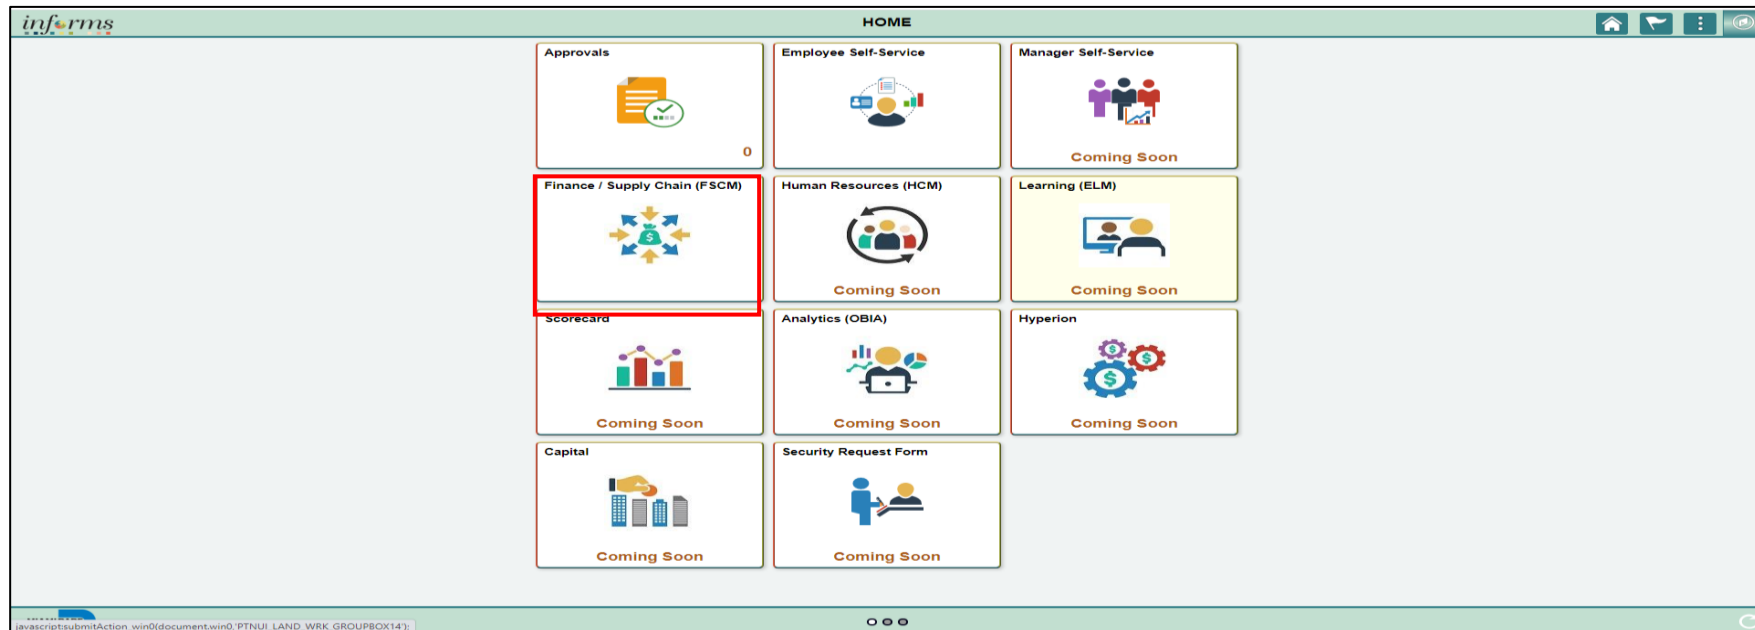 informs
HOME
Approvals
0
Employee Self-Service
Manager Self-Service
Coming Soon
Finance / Supply Chain (FSCM)
Human Resources (HCM)
Coming Soon
Learning (ELM)
Coming Soon
Scorecard
Coming Soon
Analytics (OBIA)
Coming Soon
Hyperion
Coming Soon
Capital
Coming Soon
Security Request Form
Coming Soon
javascript:submitAction_win0(document.win0,'PTNUI_LAND_WRK_GROUPBOX14');